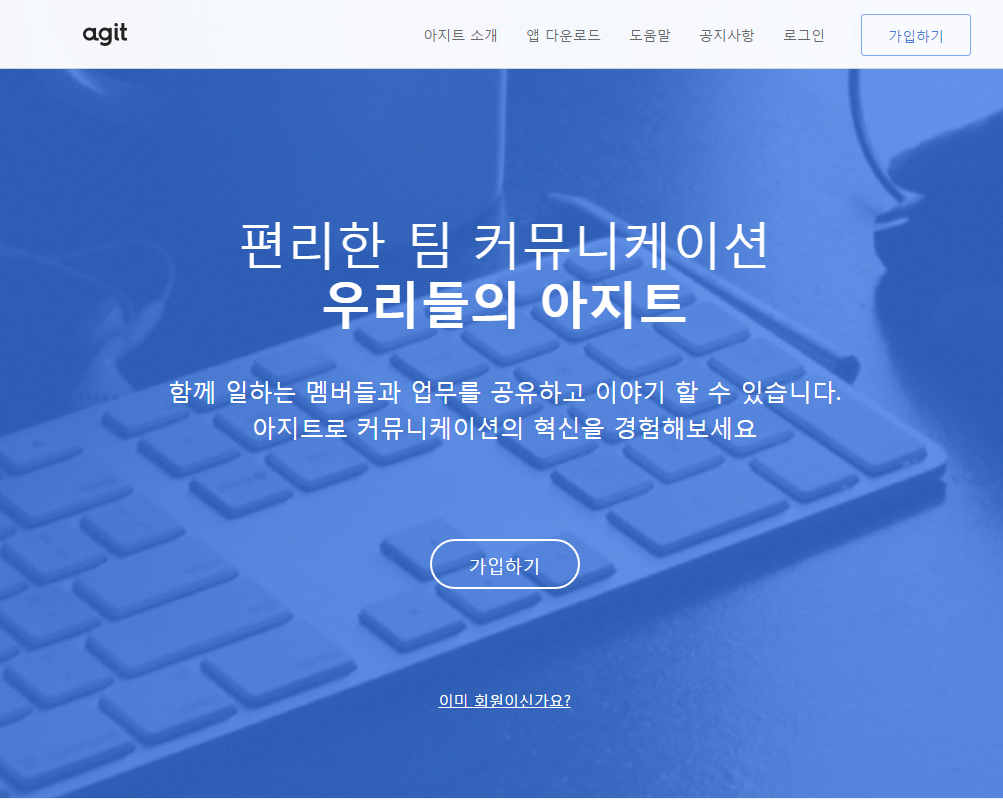 agit
아지트 소개
앱 다운로드
도움말
공지사항
로그인
가입하기
편리한 팀 커뮤니케이션
우리들의 아지트
함께 일하는 멤버들과 업무를 공유하고 이야기 할 수 있습니다.
아지트로 커뮤니케이션의 혁신을 경험해보세요
가입하기
이미 회원이신가요?